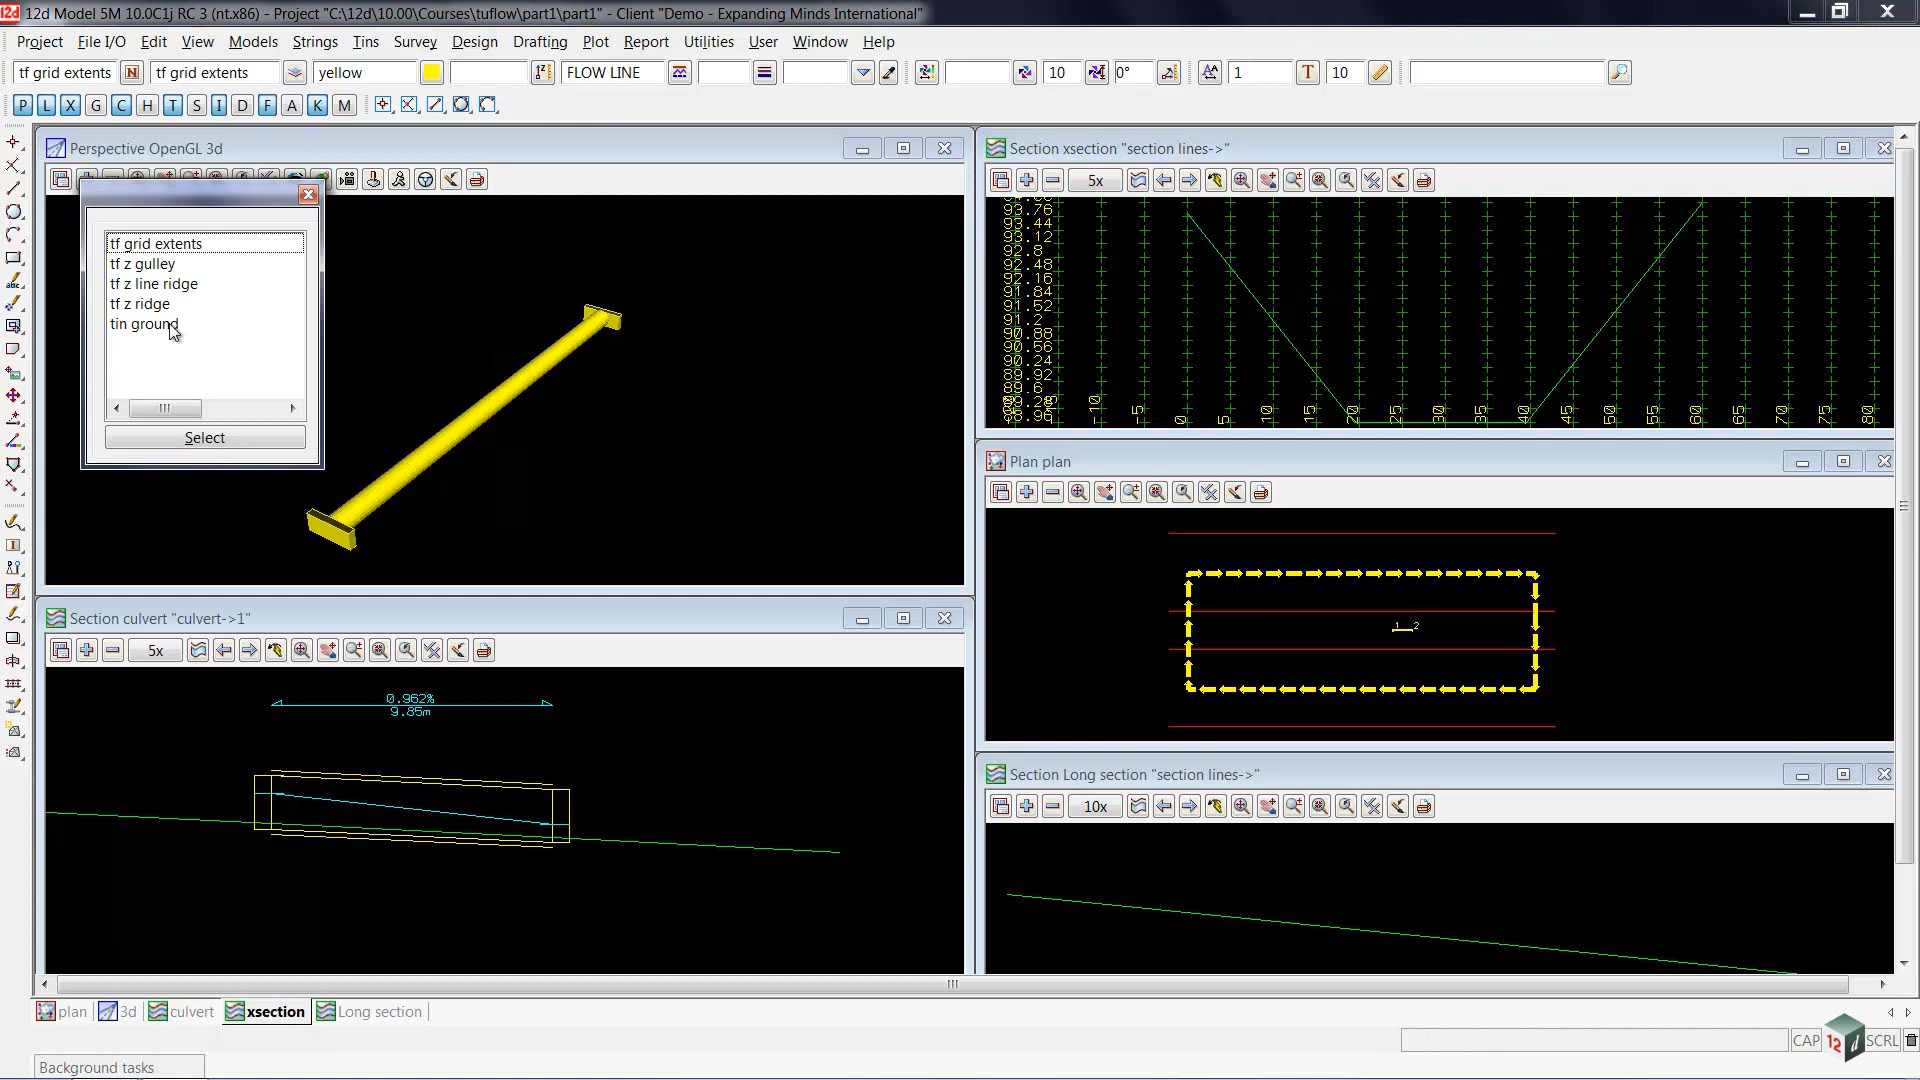 12d Model 5M 10.0C1j RC 3 (nt.x86) - Project "C:\12d\10.00\Courses\tuflow\part1\part1" - Client "Demo - Expanding Minds International"
Project File I/O Edit View Models Strings Tins Survey Design Drafting Plot Report Utilities User Window Help
tf grid extents N tf grid extents yellow FLOW LINE 10 0° 1 T 10
P L X G C H T S I D F A K M
Perspective OpenGL 3d
tf grid extents
tf z gulley
tf z line ridge
tf z ridge
tin ground
Select
Section xsection "section lines->"
5x
93.76
93.44
93.12
92.8
92.48
92.16
91.84
91.52
91.2
90.88
90.56
90.24
89.92
89.6
89.28
88.96
-10 -5 0 5 10 15 20 25 30 35 40 45 50 55 60 65 70 75 80
Plan plan
1 2
Section culvert "culvert->1"
5x
0.962%
9.85m
Section Long section "section lines->"
10x
plan 3d culvert xsection Long section
CAP 12 d SCRL
Background tasks